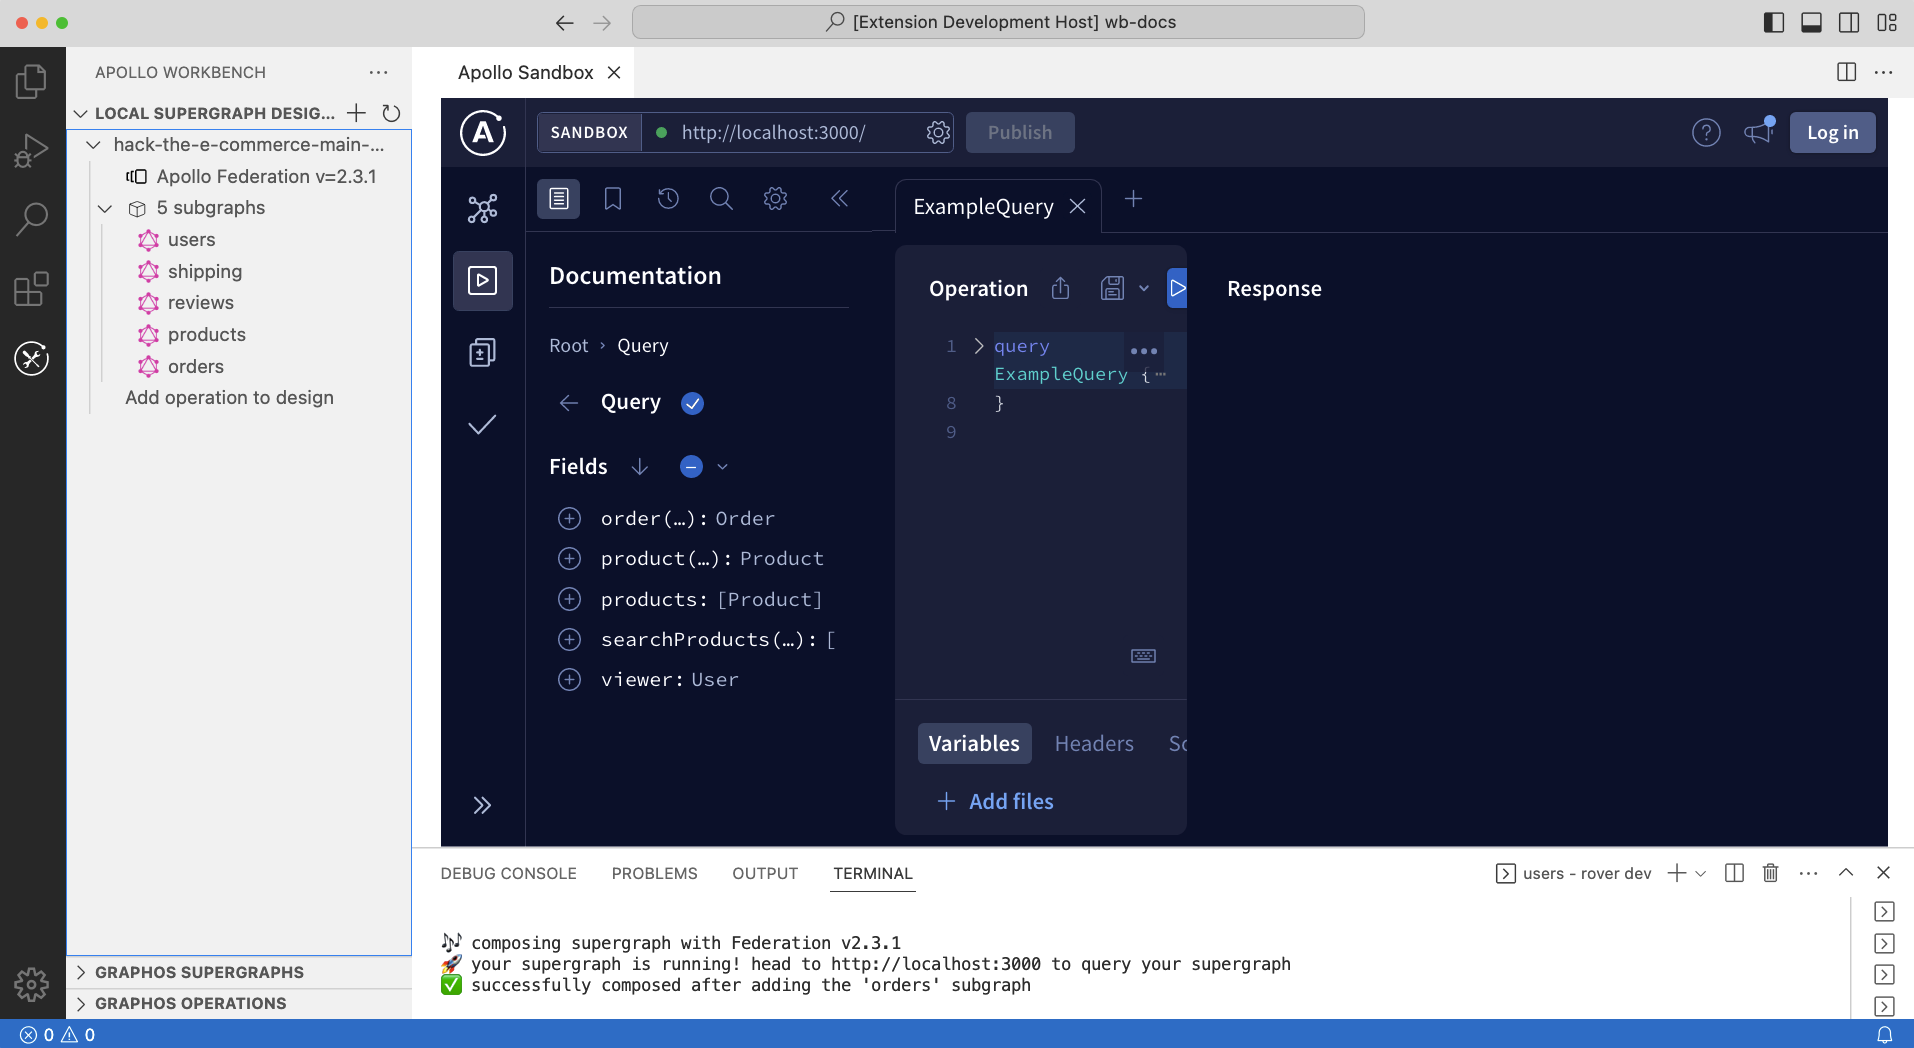 [Extension Development Host] wb-docs
APOLLO WORKBENCH
LOCAL SUPERGRAPH DESIG...
hack-the-e-commerce-main-...
Apollo Federation v=2.3.1
5 subgraphs
users
shipping
reviews
products
orders
Add operation to design
GRAPHOS SUPERGRAPHS
GRAPHOS OPERATIONS
Apollo Sandbox
SANDBOX
http://localhost:3000/
Publish
Log in
Documentation
Root › Query
Query
Fields
order(…): Order
product(…): Product
products: [Product]
searchProducts(…): [
viewer: User
ExampleQuery
Operation
1 query
ExampleQuery {…
8 }
9
Variables Headers Sc
Add files
Response
DEBUG CONSOLE PROBLEMS OUTPUT TERMINAL
users - rover dev
composing supergraph with Federation v2.3.1
your supergraph is running! head to http://localhost:3000 to query your supergraph
successfully composed after adding the 'orders' subgraph
0 0